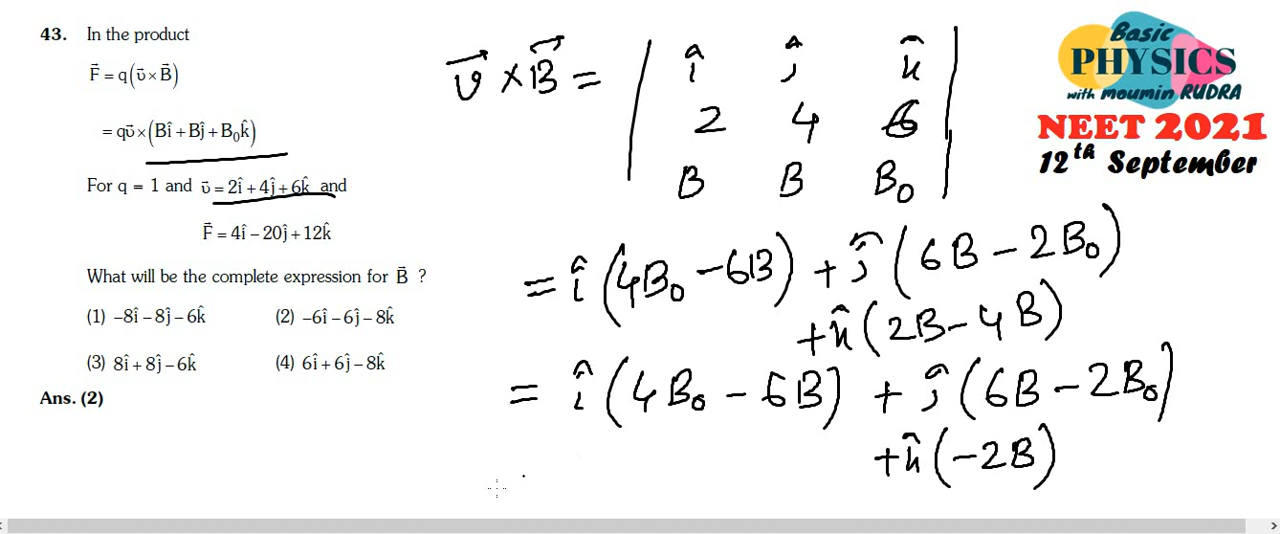 43. In the product
F⃗ = q(υ⃗ × B⃗)
= qυ⃗ × (Bî + Bĵ + B₀k̂)
For q = 1 and υ⃗ = 2î + 4ĵ + 6k̂ and
F⃗ = 4î − 20ĵ + 12k̂
What will be the complete expression for B⃗ ?
(1) −8î − 8ĵ − 6k̂ (2) −6î − 6ĵ − 8k̂
(3) 8î + 8ĵ − 6k̂ (4) 6î + 6ĵ − 8k̂
Ans. (2)
υ⃗ × B⃗ = | î ĵ k̂ |
| 2 4 6 |
| B B B₀ |
= î (4B₀ − 6B) + ĵ (6B − 2B₀)
+ k̂ (2B − 4B)
= î (4B₀ − 6B) + ĵ (6B − 2B₀)
+ k̂ (−2B)
Basic
PHYSICS
with moumin RUDRA
NEET 2021
12th September